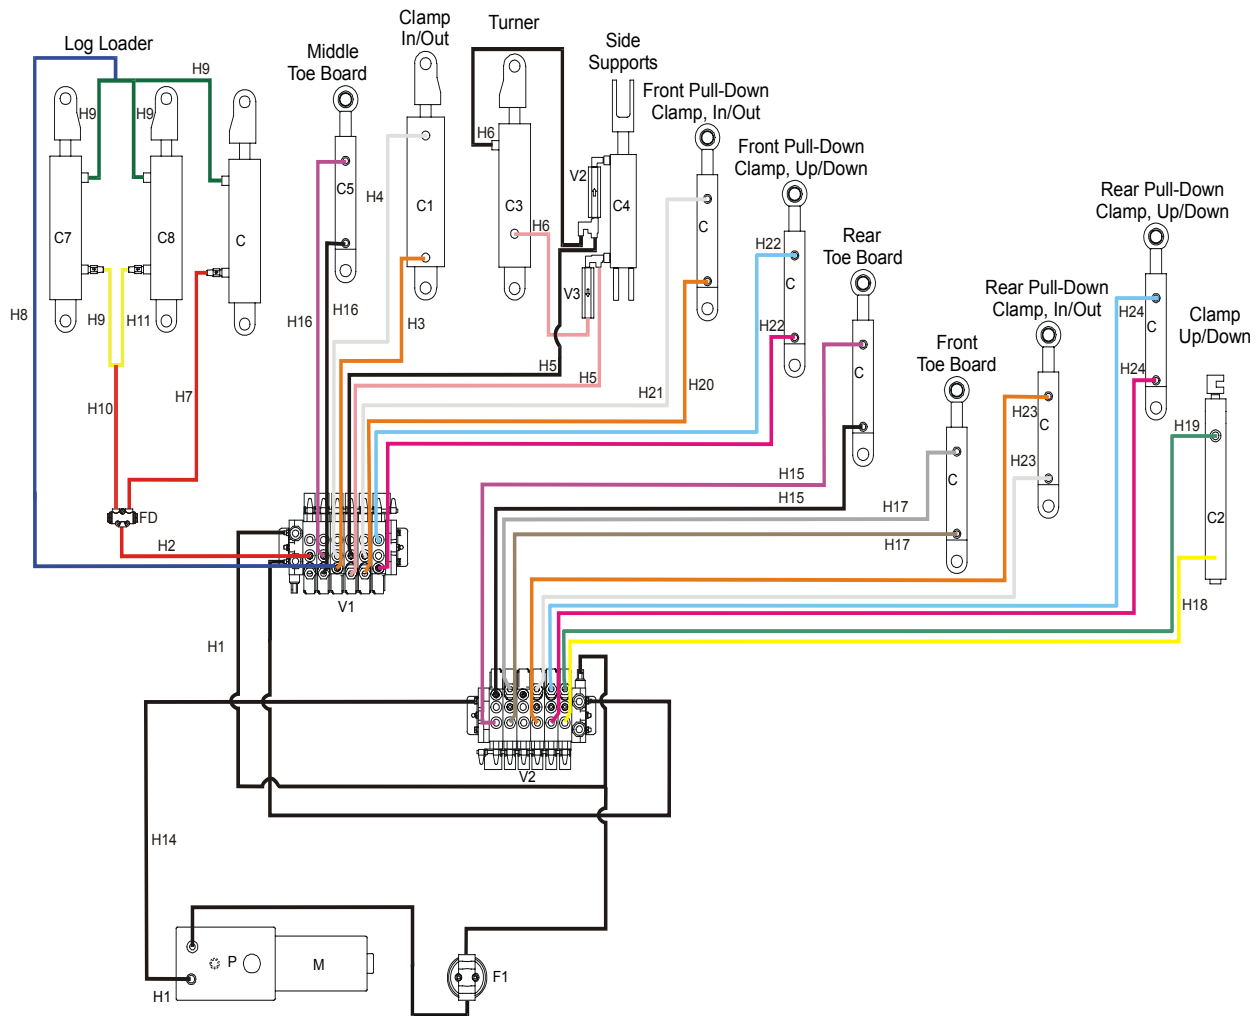 Log Loader
Middle
Toe Board
Clamp
In/Out
Turner
Side
Supports
Front Pull-Down
Clamp, In/Out
Front Pull-Down
Clamp, Up/Down
Rear
Toe Board
Front
Toe Board
Rear Pull-Down
Clamp, In/Out
Rear Pull-Down
Clamp, Up/Down
Clamp
Up/Down
H9
H9
H9
C7
C8
C
H8
H9
H11
H10
H7
FD
H2
C5
H16
H16
H4
C1
H3
H6
C3
H6
V2
C4
V3
H5
H5
C
H21
H20
H22
C
H22
C
H15
H15
C
H17
H17
H23
C
H23
H24
C
H24
H19
C2
H18
V1
H1
V2
H14
P
M
H1
F1